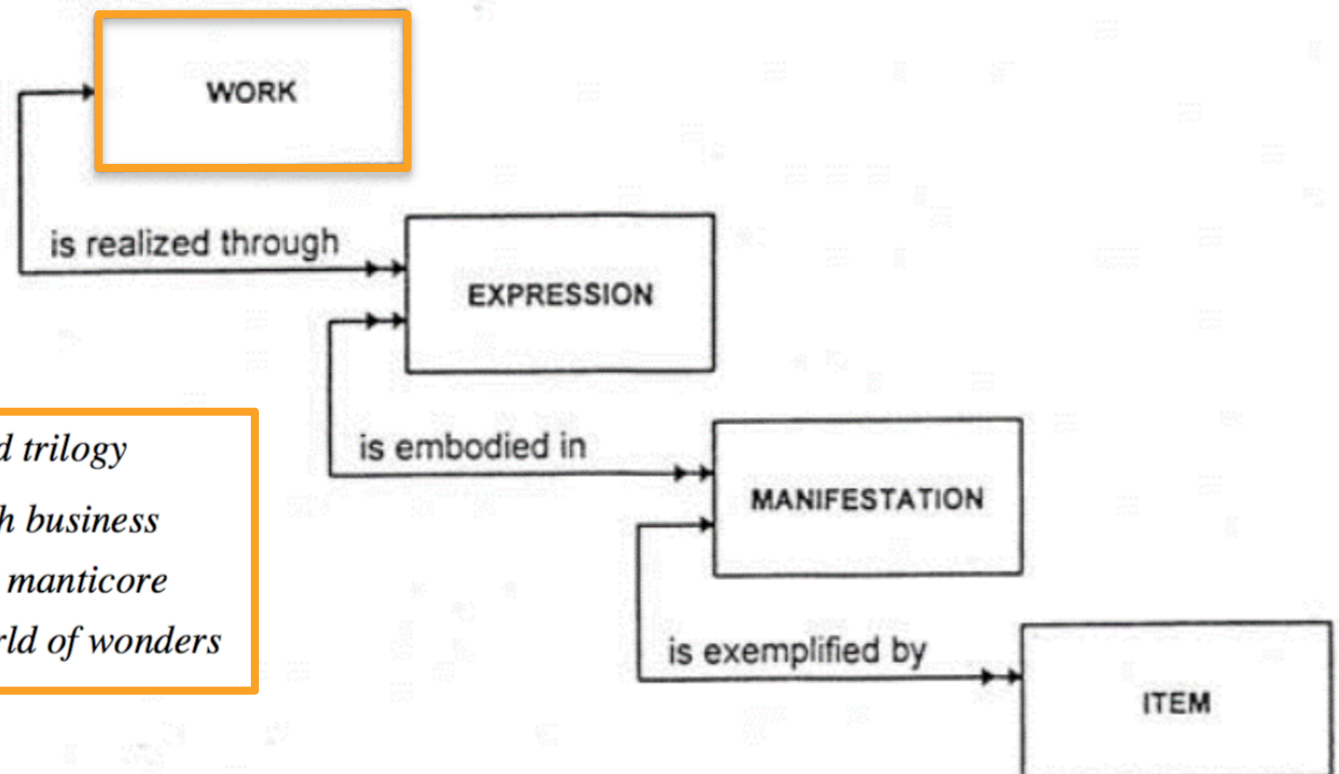 WORK
is realized through
EXPRESSION
d trilogy
is embodied in
h business
MANIFESTATION
manticore
rld of wonders
is exemplified by
ITEM